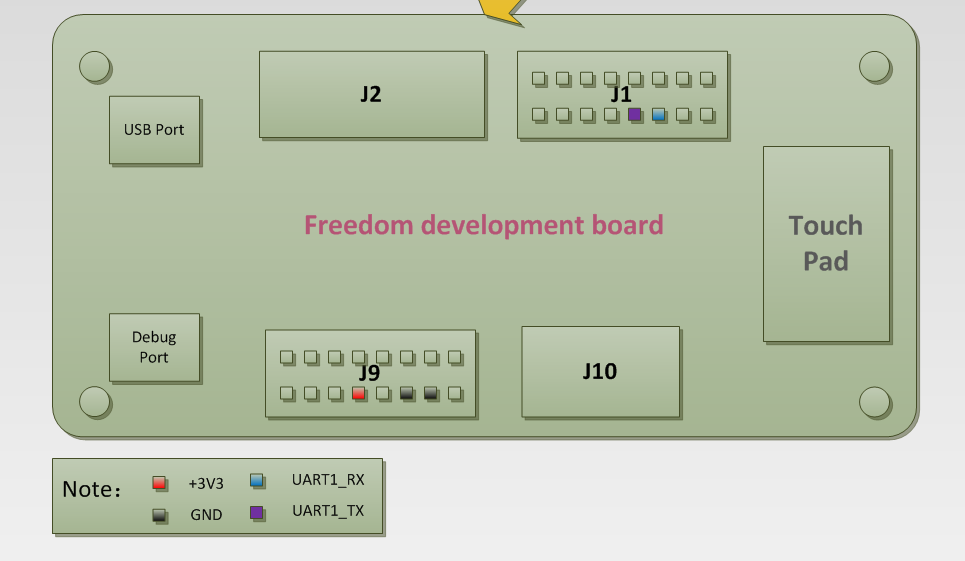 J2
J1
USB Port
Freedom development board
Touch
Pad
Debug
Port
J9
J10
Note：
+3V3
UART1_RX
GND
UART1_TX